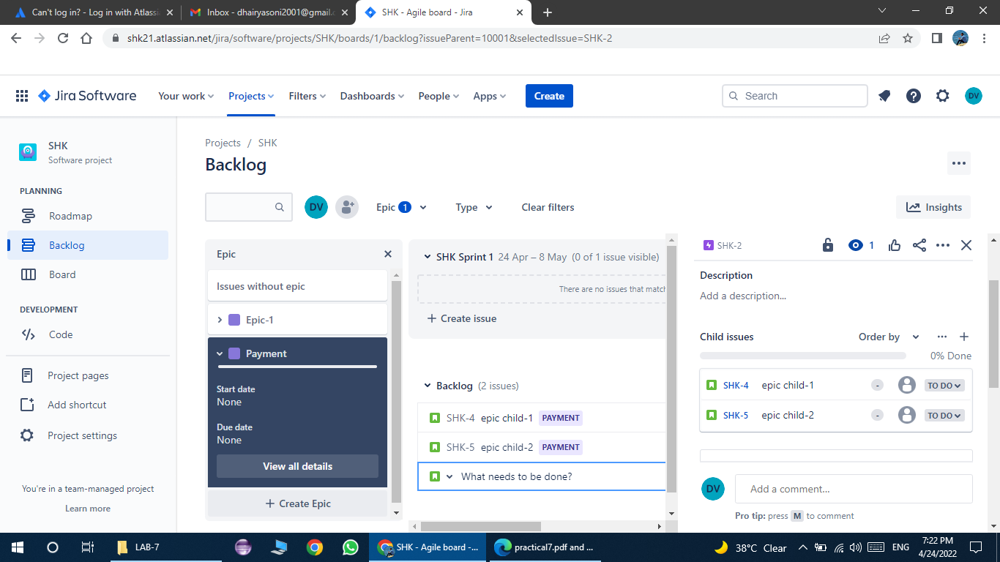 Can't log in? - Log in with Atlassi
Inbox - dhairyasoni2001@gmail.c
SHK - Agile board - Jira
shk21.atlassian.net/jira/software/projects/SHK/boards/1/backlog?issueParent=10001&selectedIssue=SHK-2
Jira Software
Your work
Projects
Filters
Dashboards
People
Apps
Create
Search
DV
SHK
Software project
PLANNING
Roadmap
Backlog
Board
DEVELOPMENT
Code
Project pages
Add shortcut
Project settings
You're in a team-managed project
Learn more
Projects / SHK
Backlog
DV
Epic 1
Type
Clear filters
Insights
Epic
Issues without epic
Epic-1
Payment
Start date
None
Due date
None
View all details
+ Create Epic
SHK Sprint 1 24 Apr – 8 May (0 of 1 issue visible)
There are no issues that match
+ Create issue
Backlog (2 issues)
SHK-4 epic child-1 PAYMENT
SHK-5 epic child-2 PAYMENT
What needs to be done?
SHK-2
1
Description
Add a description...
Child issues
Order by
0% Done
SHK-4 epic child-1 - TO DO
SHK-5 epic child-2 - TO DO
DV
Add a comment...
Pro tip: press M to comment
LAB-7
SHK - Agile board -...
practical7.pdf and ...
38°C Clear
ENG
7:22 PM
4/24/2022